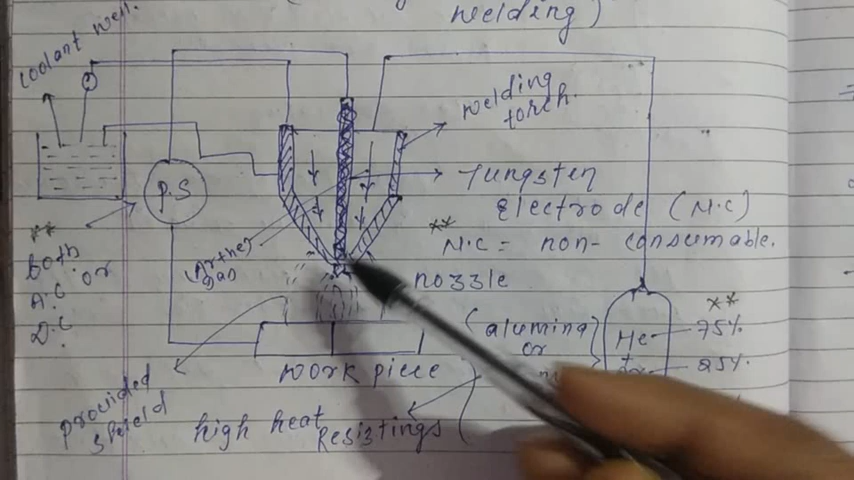 welding)
coolant well.
welding
torch.
P.S
Tungsten
Electrode (N.C)
**
N.C = non-consumable.
**
Both
or
A.C
D.C
gas
nozzle
(alumina)
or
**
He - 75%
+
25%.
work piece
provided
shield
high heat
Resistings